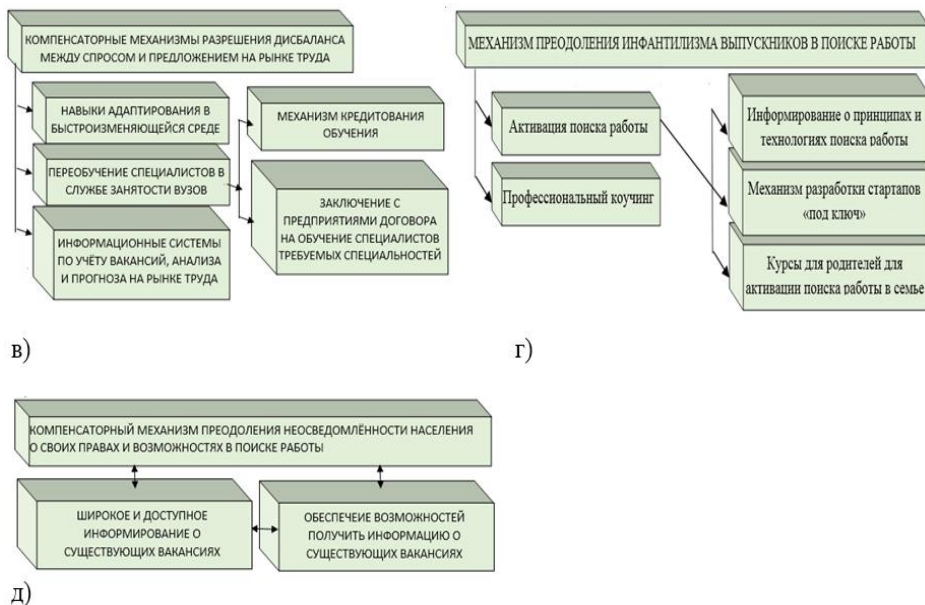 КОМПЕНСАТОРНЫЕ МЕХАНИЗМЫ РАЗРЕШЕНИЯ ДИСБАЛАНСА
МЕЖДУ СПРОСОМ И ПРЕДЛОЖЕНИЕМ НА РЫНКЕ ТРУДА
НАВЫКИ АДАПТИРОВАНИЯ В
БЫСТРОИЗМЕНЯЮЩЕЙСЯ СРЕДЕ
ПЕРЕОБУЧЕНИЕ СПЕЦИАЛИСТОВ В
СЛУЖБЕ ЗАНЯТОСТИ ВУЗОВ
ИНФОРМАЦИОННЫЕ СИСТЕМЫ
ПО УЧЁТУ ВАКАНСИЙ, АНАЛИЗА
И ПРОГНОЗА НА РЫНКЕ ТРУДА
МЕХАНИЗМ КРЕДИТОВАНИЯ
ОБУЧЕНИЯ
ЗАКЛЮЧЕНИЕ С
ПРЕДПРИЯТИЯМИ ДОГОВОРА
НА ОБУЧЕНИЕ СПЕЦИАЛИСТОВ
ТРЕБУЕМЫХ СПЕЦИАЛЬНОСТЕЙ
в)
МЕХАНИЗМ ПРЕОДОЛЕНИЯ ИНФАНТИЛИЗМА ВЫПУСКНИКОВ В ПОИСКЕ РАБОТЫ
Активация поиска работы
Профессиональный коучинг
Информирование о принципах и
технологиях поиска работы
Механизм разработки стартапов
«под ключ»
Курсы для родителей для
активации поиска работы в семье
г)
КОМПЕНСАТОРНЫЙ МЕХАНИЗМ ПРЕОДОЛЕНИЯ НЕОСВЕДОМЛЁННОСТИ НАСЕЛЕНИЯ
О СВОИХ ПРАВАХ И ВОЗМОЖНОСТЯХ В ПОИСКЕ РАБОТЫ
ШИРОКОЕ И ДОСТУПНОЕ
ИНФОРМИРОВАНИЕ О
СУЩЕСТВУЮЩИХ ВАКАНСИЯХ
ОБЕСПЕЧЕИЕ ВОЗМОЖНОСТЕЙ
ПОЛУЧИТЬ ИНФОРМАЦИЮ О
СУЩЕСТВУЮЩИХ ВАКАНСИЯХ
д)